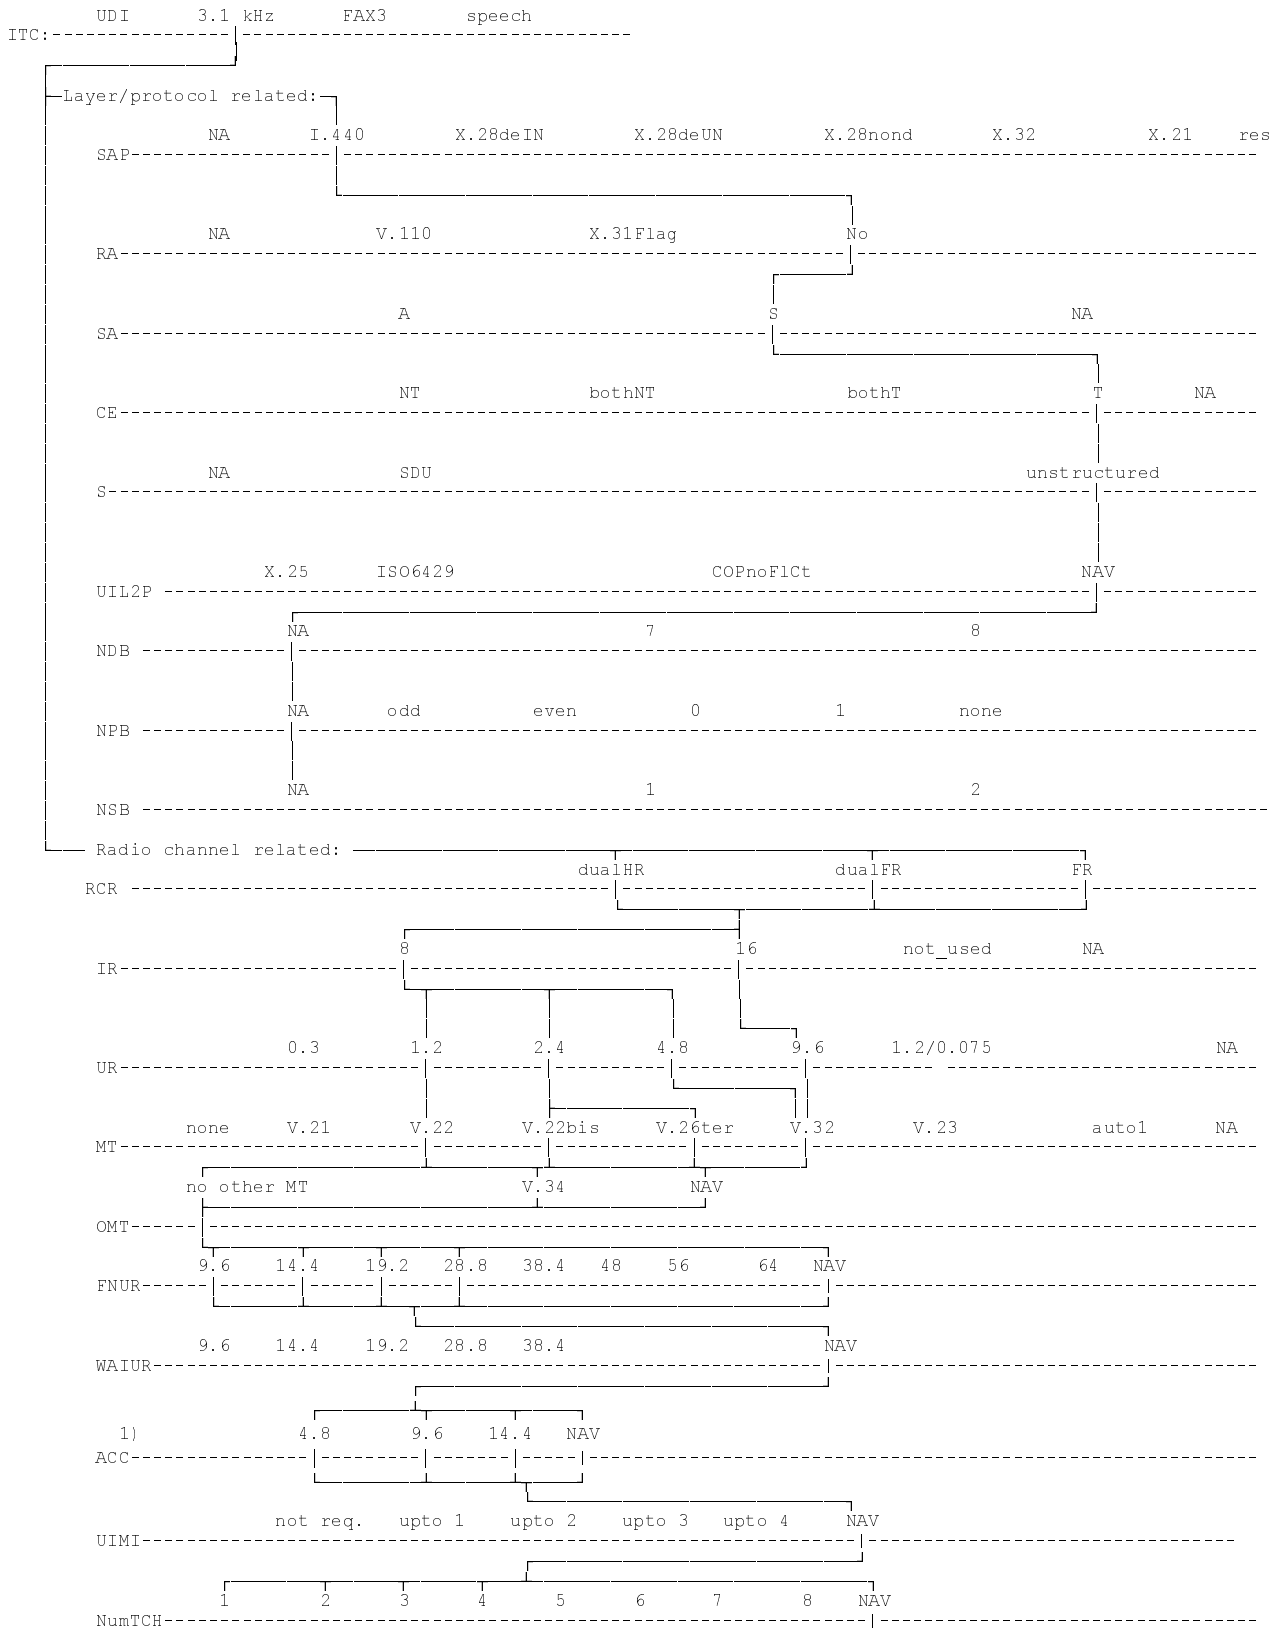 UDI 3.1 kHz FAX3 speech
ITC:
Layer/protocol related:
NA I.440 X.28deIN X.28deUN X.28nond X.32 X.21 res
SAP
NA V.110 X.31Flag No
RA
A S NA
SA
NT bothNT bothT T NA
CE
NA SDU unstructured
S
X.25 ISO6429 COPnoFlCt NAV
UIL2P
NA 7 8
NDB
NA odd even 0 1 none
NPB
NA 1 2
NSB
Radio channel related:
dualHR dualFR FR
RCR
8 16 not_used NA
IR
0.3 1.2 2.4 4.8 9.6 1.2/0.075 NA
UR
none V.21 V.22 V.22bis V.26ter V.32 V.23 auto1 NA
MT
no other MT V.34 NAV
OMT
9.6 14.4 19.2 28.8 38.4 48 56 64 NAV
FNUR
9.6 14.4 19.2 28.8 38.4 NAV
WAIUR
1) 4.8 9.6 14.4 NAV
ACC
not req. upto 1 upto 2 upto 3 upto 4 NAV
UIMI
1 2 3 4 5 6 7 8 NAV
NumTCH